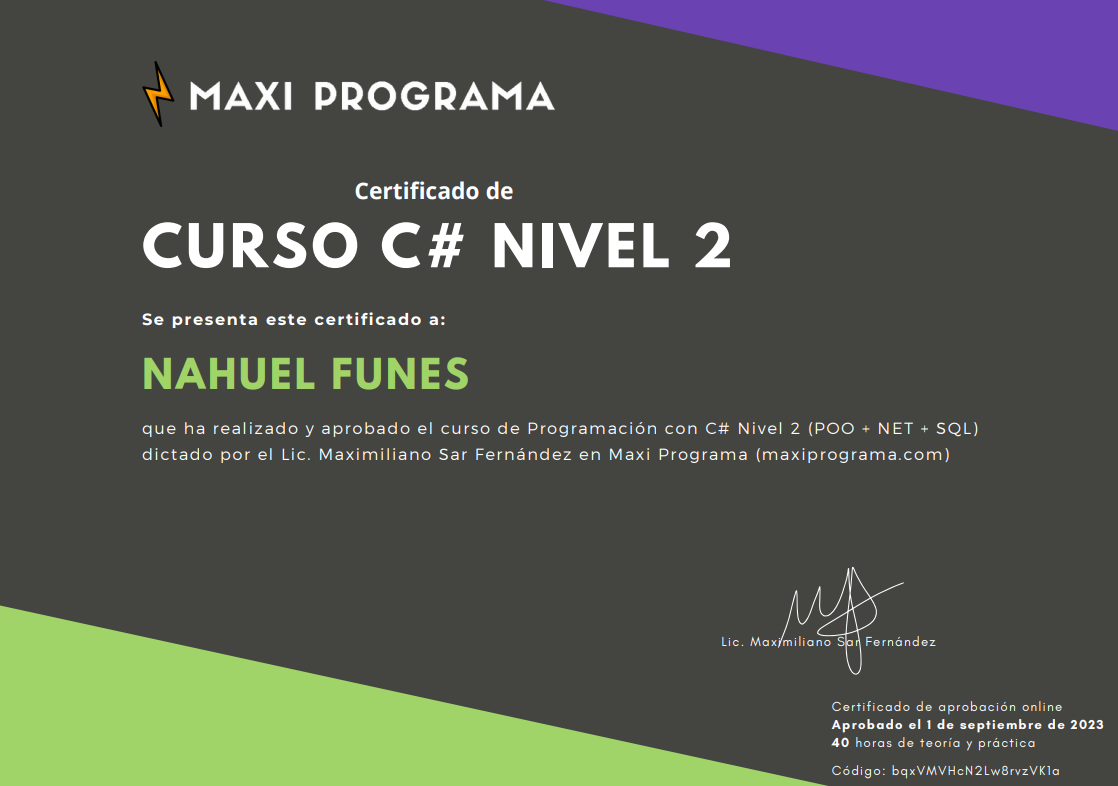 MAXI PROGRAMA
Certificado de
CURSO C# NIVEL 2
Se presenta este certificado a:
NAHUEL FUNES
que ha realizado y aprobado el curso de Programación con C# Nivel 2 (POO + NET + SQL)
dictado por el Lic. Maximiliano Sar Fernández en Maxi Programa (maxiprograma.com)
Lic. Maximiliano Sar Fernández
Certificado de aprobación online
Aprobado el 1 de septiembre de 2023
40 horas de teoría y práctica
Código: bqxVMVHcN2Lw8rvzVK1a